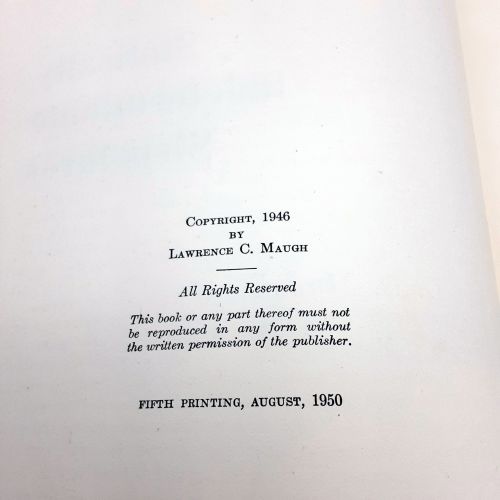 Copyright, 1946
by
Lawrence C. Maugh
All Rights Reserved
This book or any part thereof must not
be reproduced in any form without
the written permission of the publisher.
FIFTH PRINTING, AUGUST, 1950